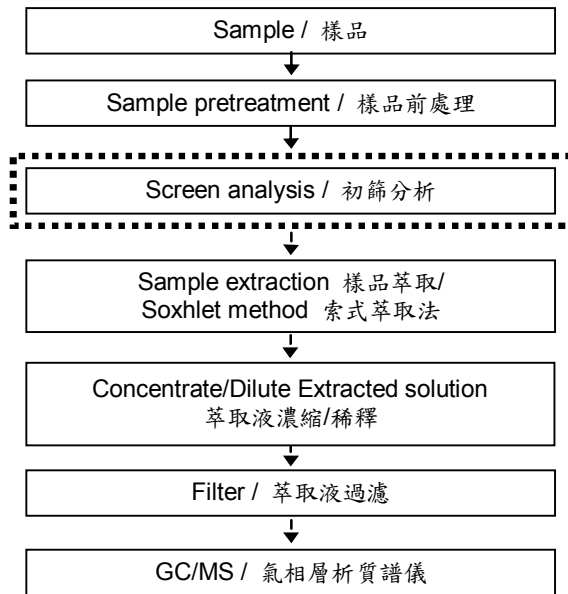 Sample / 樣品
Sample pretreatment / 樣品前處理
Screen analysis / 初篩分析
Sample extraction 樣品萃取/
Soxhlet method 索式萃取法
Concentrate/Dilute Extracted solution
萃取液濃縮/稀釋
Filter / 萃取液過濾
GC/MS / 氣相層析質譜儀